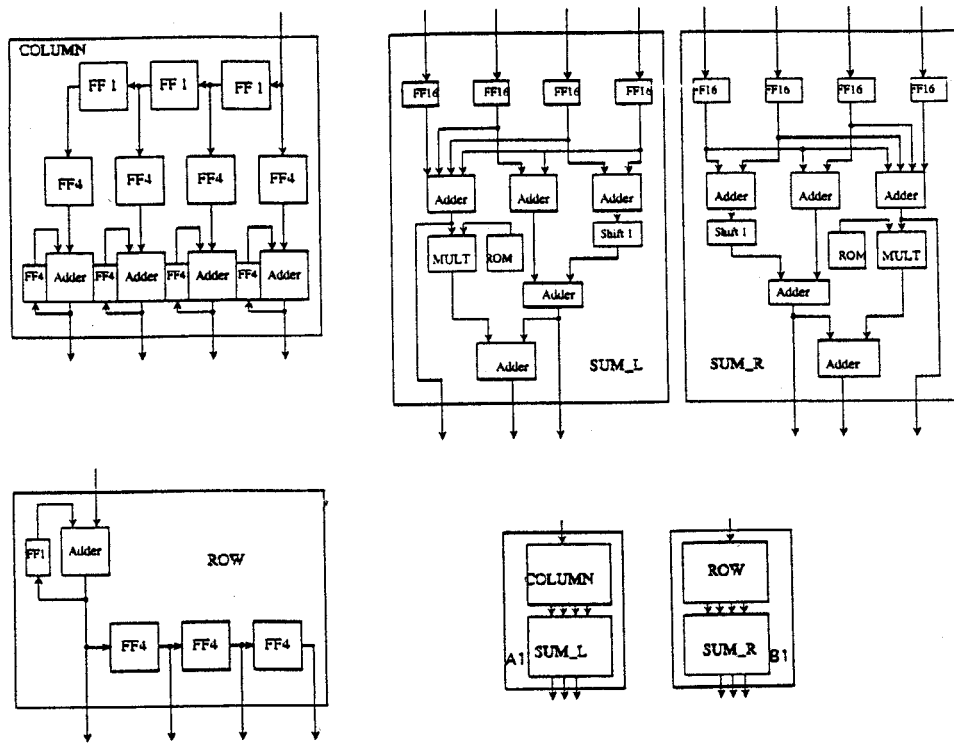 COLUMN
FF 1 FF 1 FF 1
FF4 FF4 FF4 FF4
FF4 Adder FF4 Adder FF4 Adder FF4 Adder
FF16 FF16 FF16 FF16
Adder Adder Adder
Shift 1
MULT ROM
Adder
Adder
SUM_L
FF16 FF16 FF16 FF16
Adder Adder Adder
Shift 1
ROM MULT
Adder
Adder
SUM_R
FF1 Adder
ROW
FF4 FF4 FF4
COLUMN
SUM_L
A1
ROW
SUM_R
B1